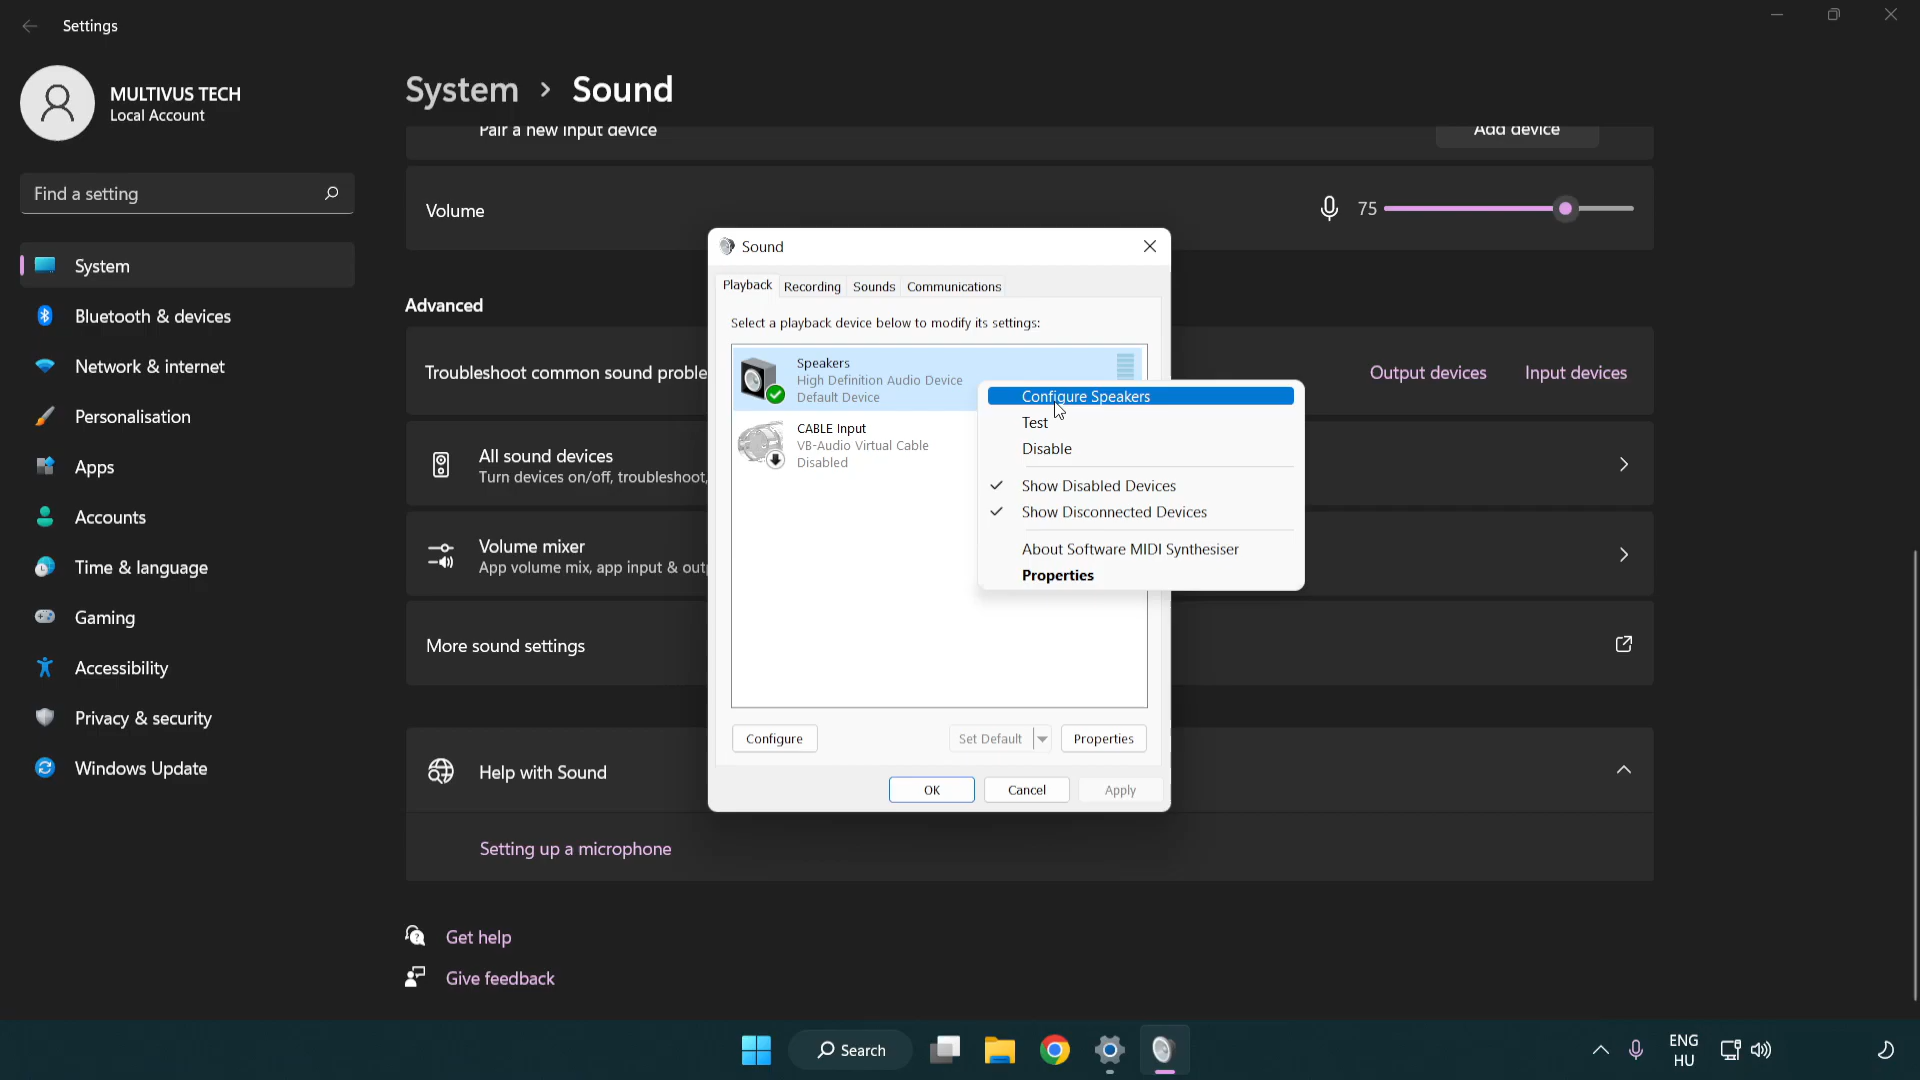 Settings
MULTIVUS TECH
Local Account
Find a setting
System
Bluetooth & devices
Network & internet
Personalisation
Apps
Accounts
Time & language
Gaming
Accessibility
Privacy & security
Windows Update
System › Sound
Pair a new input device
Add device
Volume
75
Advanced
Troubleshoot common sound proble
Output devices
Input devices
All sound devices
Turn devices on/off, troubleshoot,
Volume mixer
App volume mix, app input & out
More sound settings
Help with Sound
Setting up a microphone
Get help
Give feedback
Sound
Playback
Recording
Sounds
Communications
Select a playback device below to modify its settings:
Speakers
High Definition Audio Device
Default Device
CABLE Input
VB-Audio Virtual Cable
Disabled
Configure Speakers
Test
Disable
Show Disabled Devices
Show Disconnected Devices
About Software MIDI Synthesiser
Properties
Configure
Set Default
Properties
OK
Cancel
Apply
Search
ENG
HU